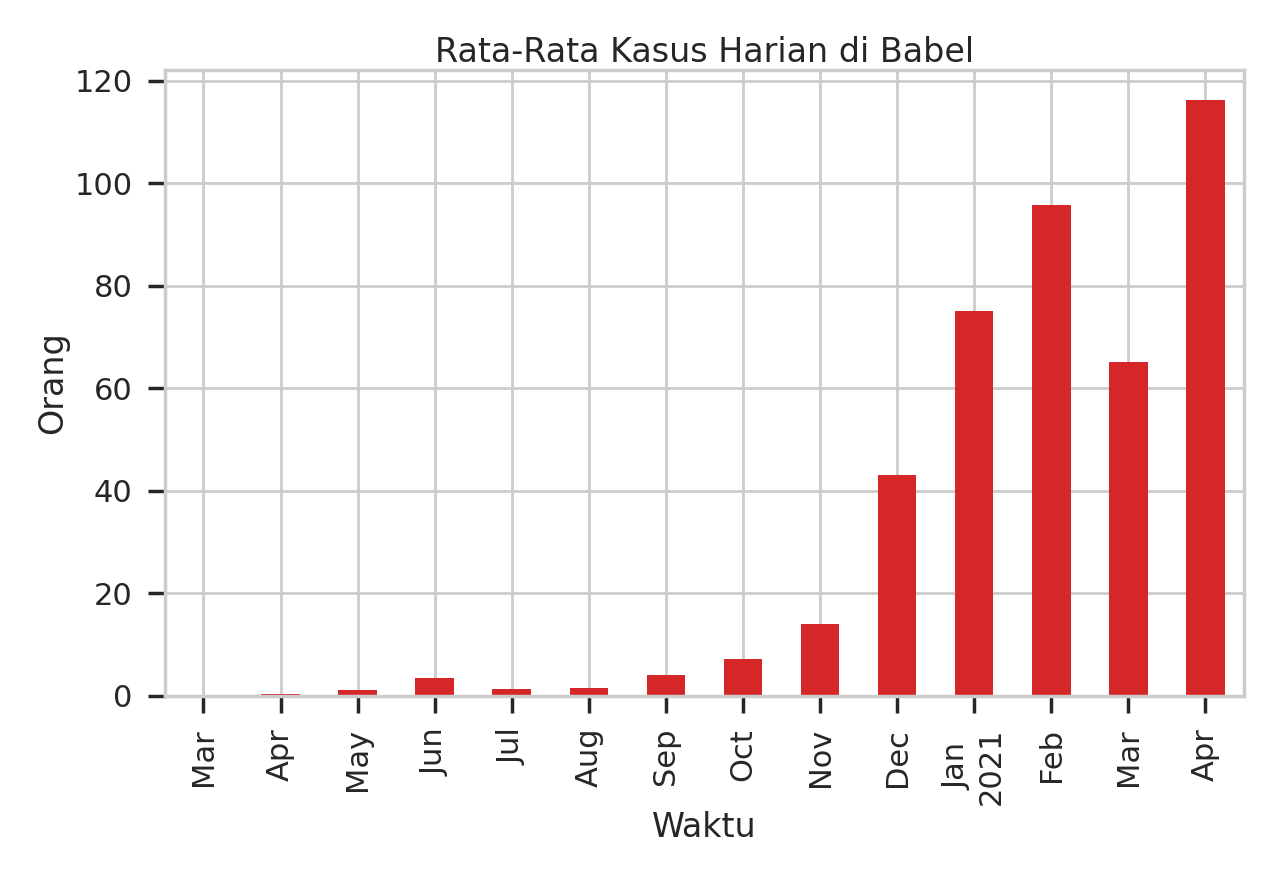 Rata-Rata Kasus Harian di Babel
120
100
80
60
40
20
0
Orang
Mar
Apr
May
Jun
Jul
Aug
Sep
Oct
Nov
Dec
Jan
2021
Feb
Mar
Apr
Waktu